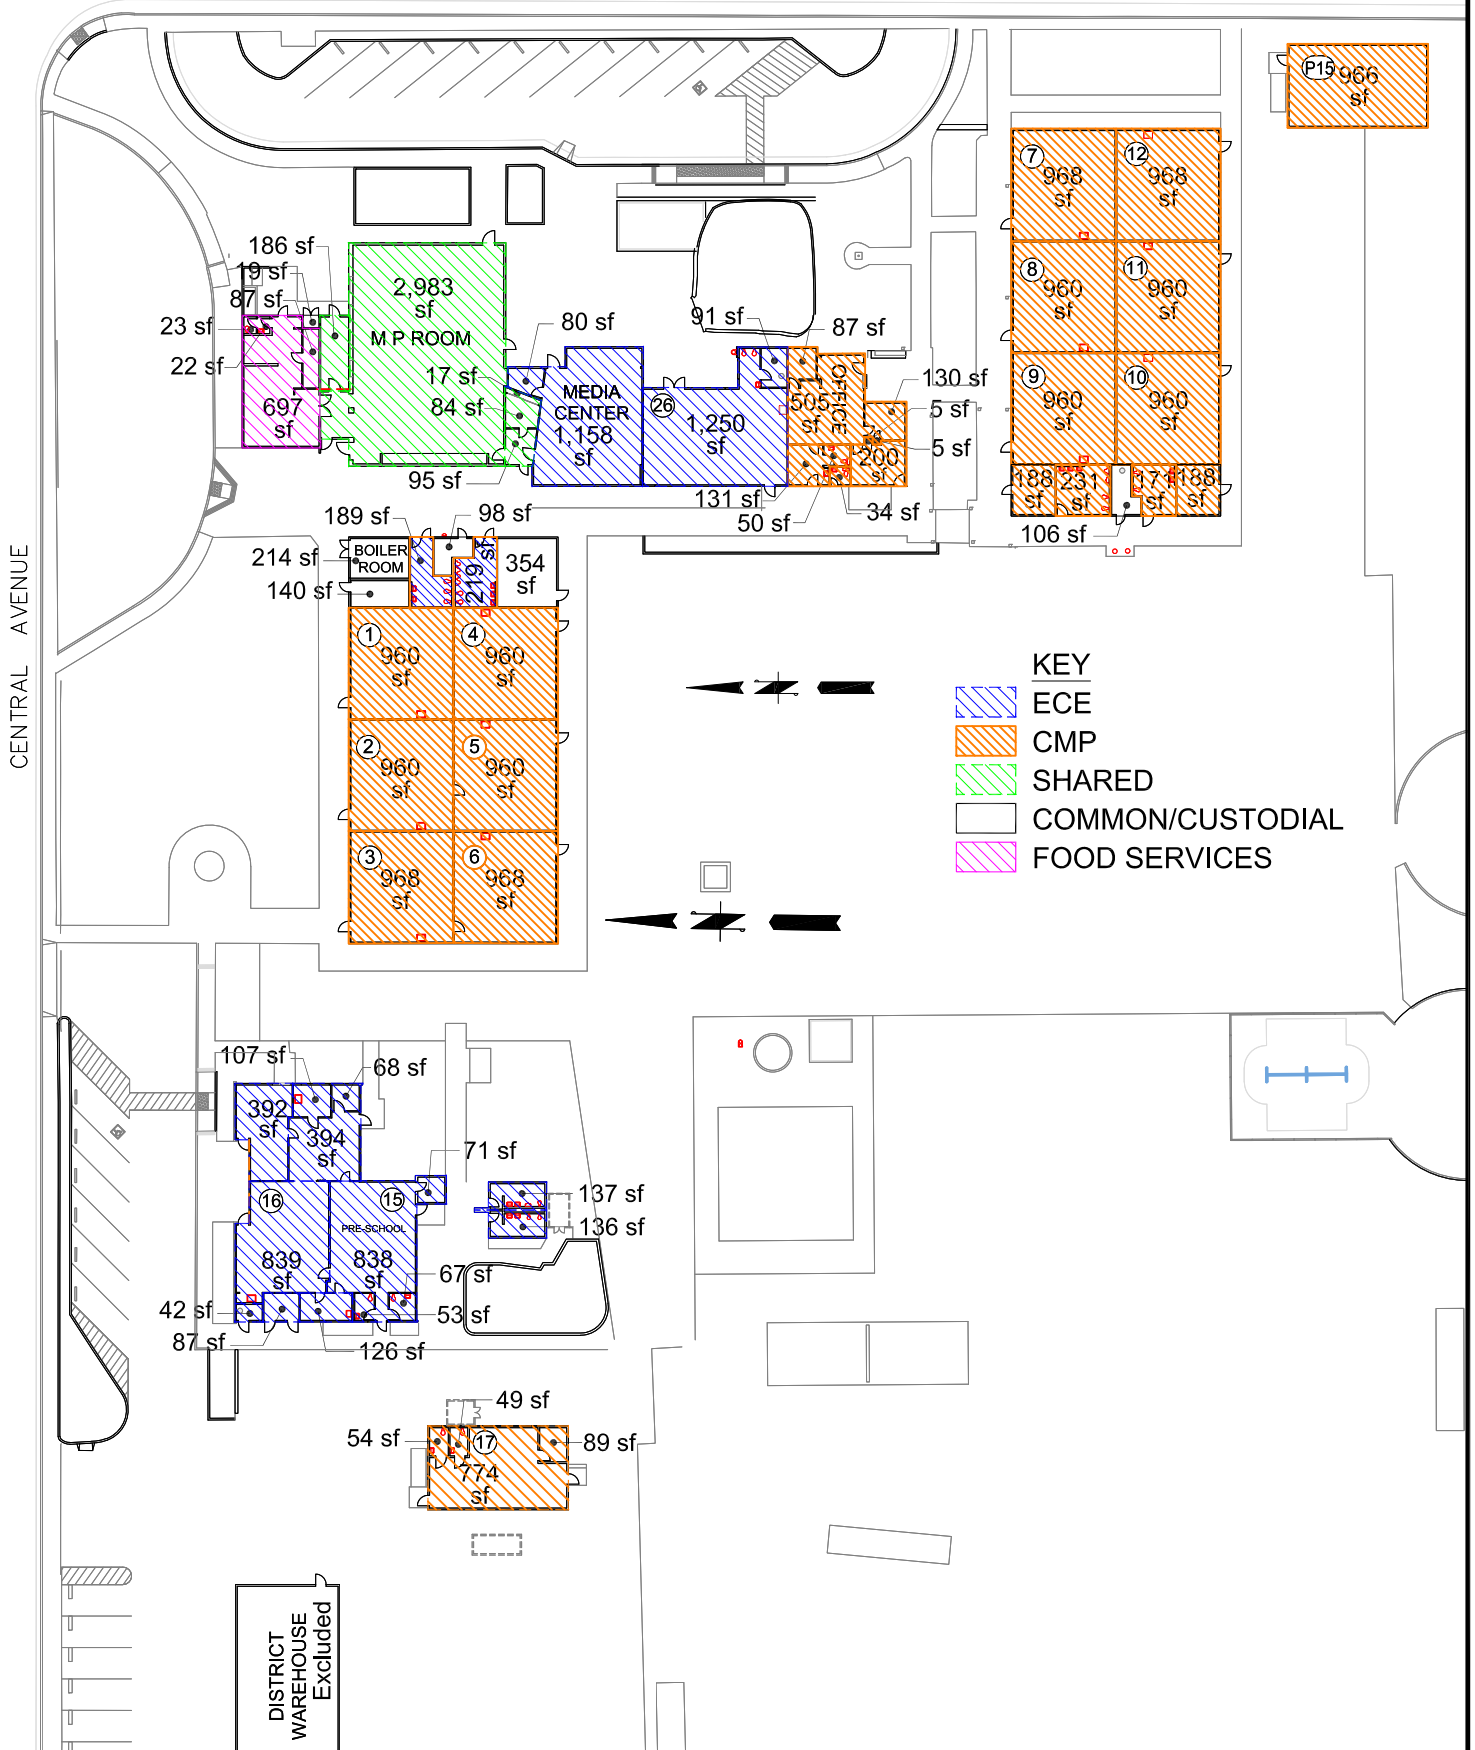 P15
966
sf
7
968
sf
12
968
sf
8
960
sf
11
960
sf
9
960
sf
10
960
sf
188
sf
231
sf
171
sf
188
sf
106 sf
186 sf
19 sf
87 sf
23 sf
22 sf
697
sf
2,983
sf
M P ROOM
17 sf
84 sf
95 sf
80 sf
MEDIA
CENTER
1,158
sf
26
1,250
sf
91 sf
87 sf
505
sf
OFFICE
130 sf
5 sf
5 sf
200
sf
131 sf
50 sf
34 sf
189 sf
98 sf
214 sf
BOILER
ROOM
140 sf
219 sf
354
sf
1
960
sf
4
960
sf
2
960
sf
5
960
sf
3
968
sf
6
968
sf
CENTRAL AVENUE
KEY
ECE
CMP
SHARED
COMMON/CUSTODIAL
FOOD SERVICES
107 sf
68 sf
392
sf
394
sf
71 sf
16
15
PRE-SCHOOL
137 sf
136 sf
839
sf
838
sf
67 sf
42 sf
53 sf
87 sf
126 sf
49 sf
54 sf
17
89 sf
774
sf
DISTRICT
WAREHOUSE
Excluded